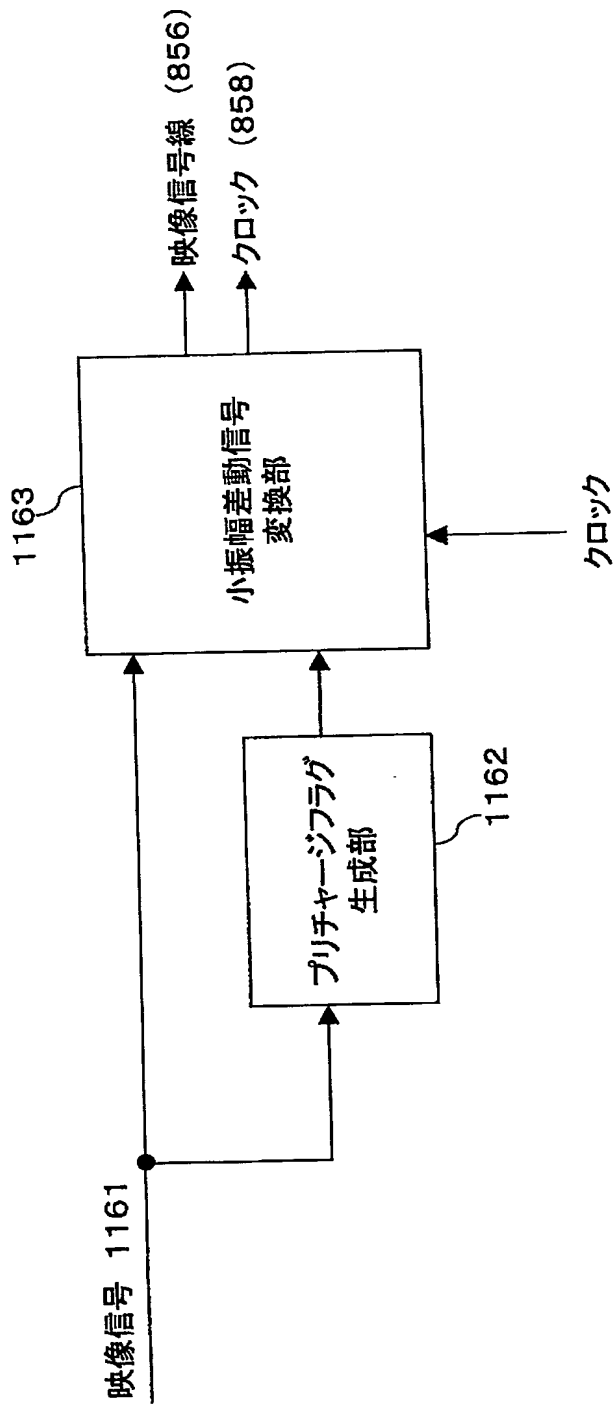 映像信号 1161
プリチャージフラグ
生成部
1162
1163
小振幅差動信号
変換部
クロック
映像信号線 (856)
クロック (858)